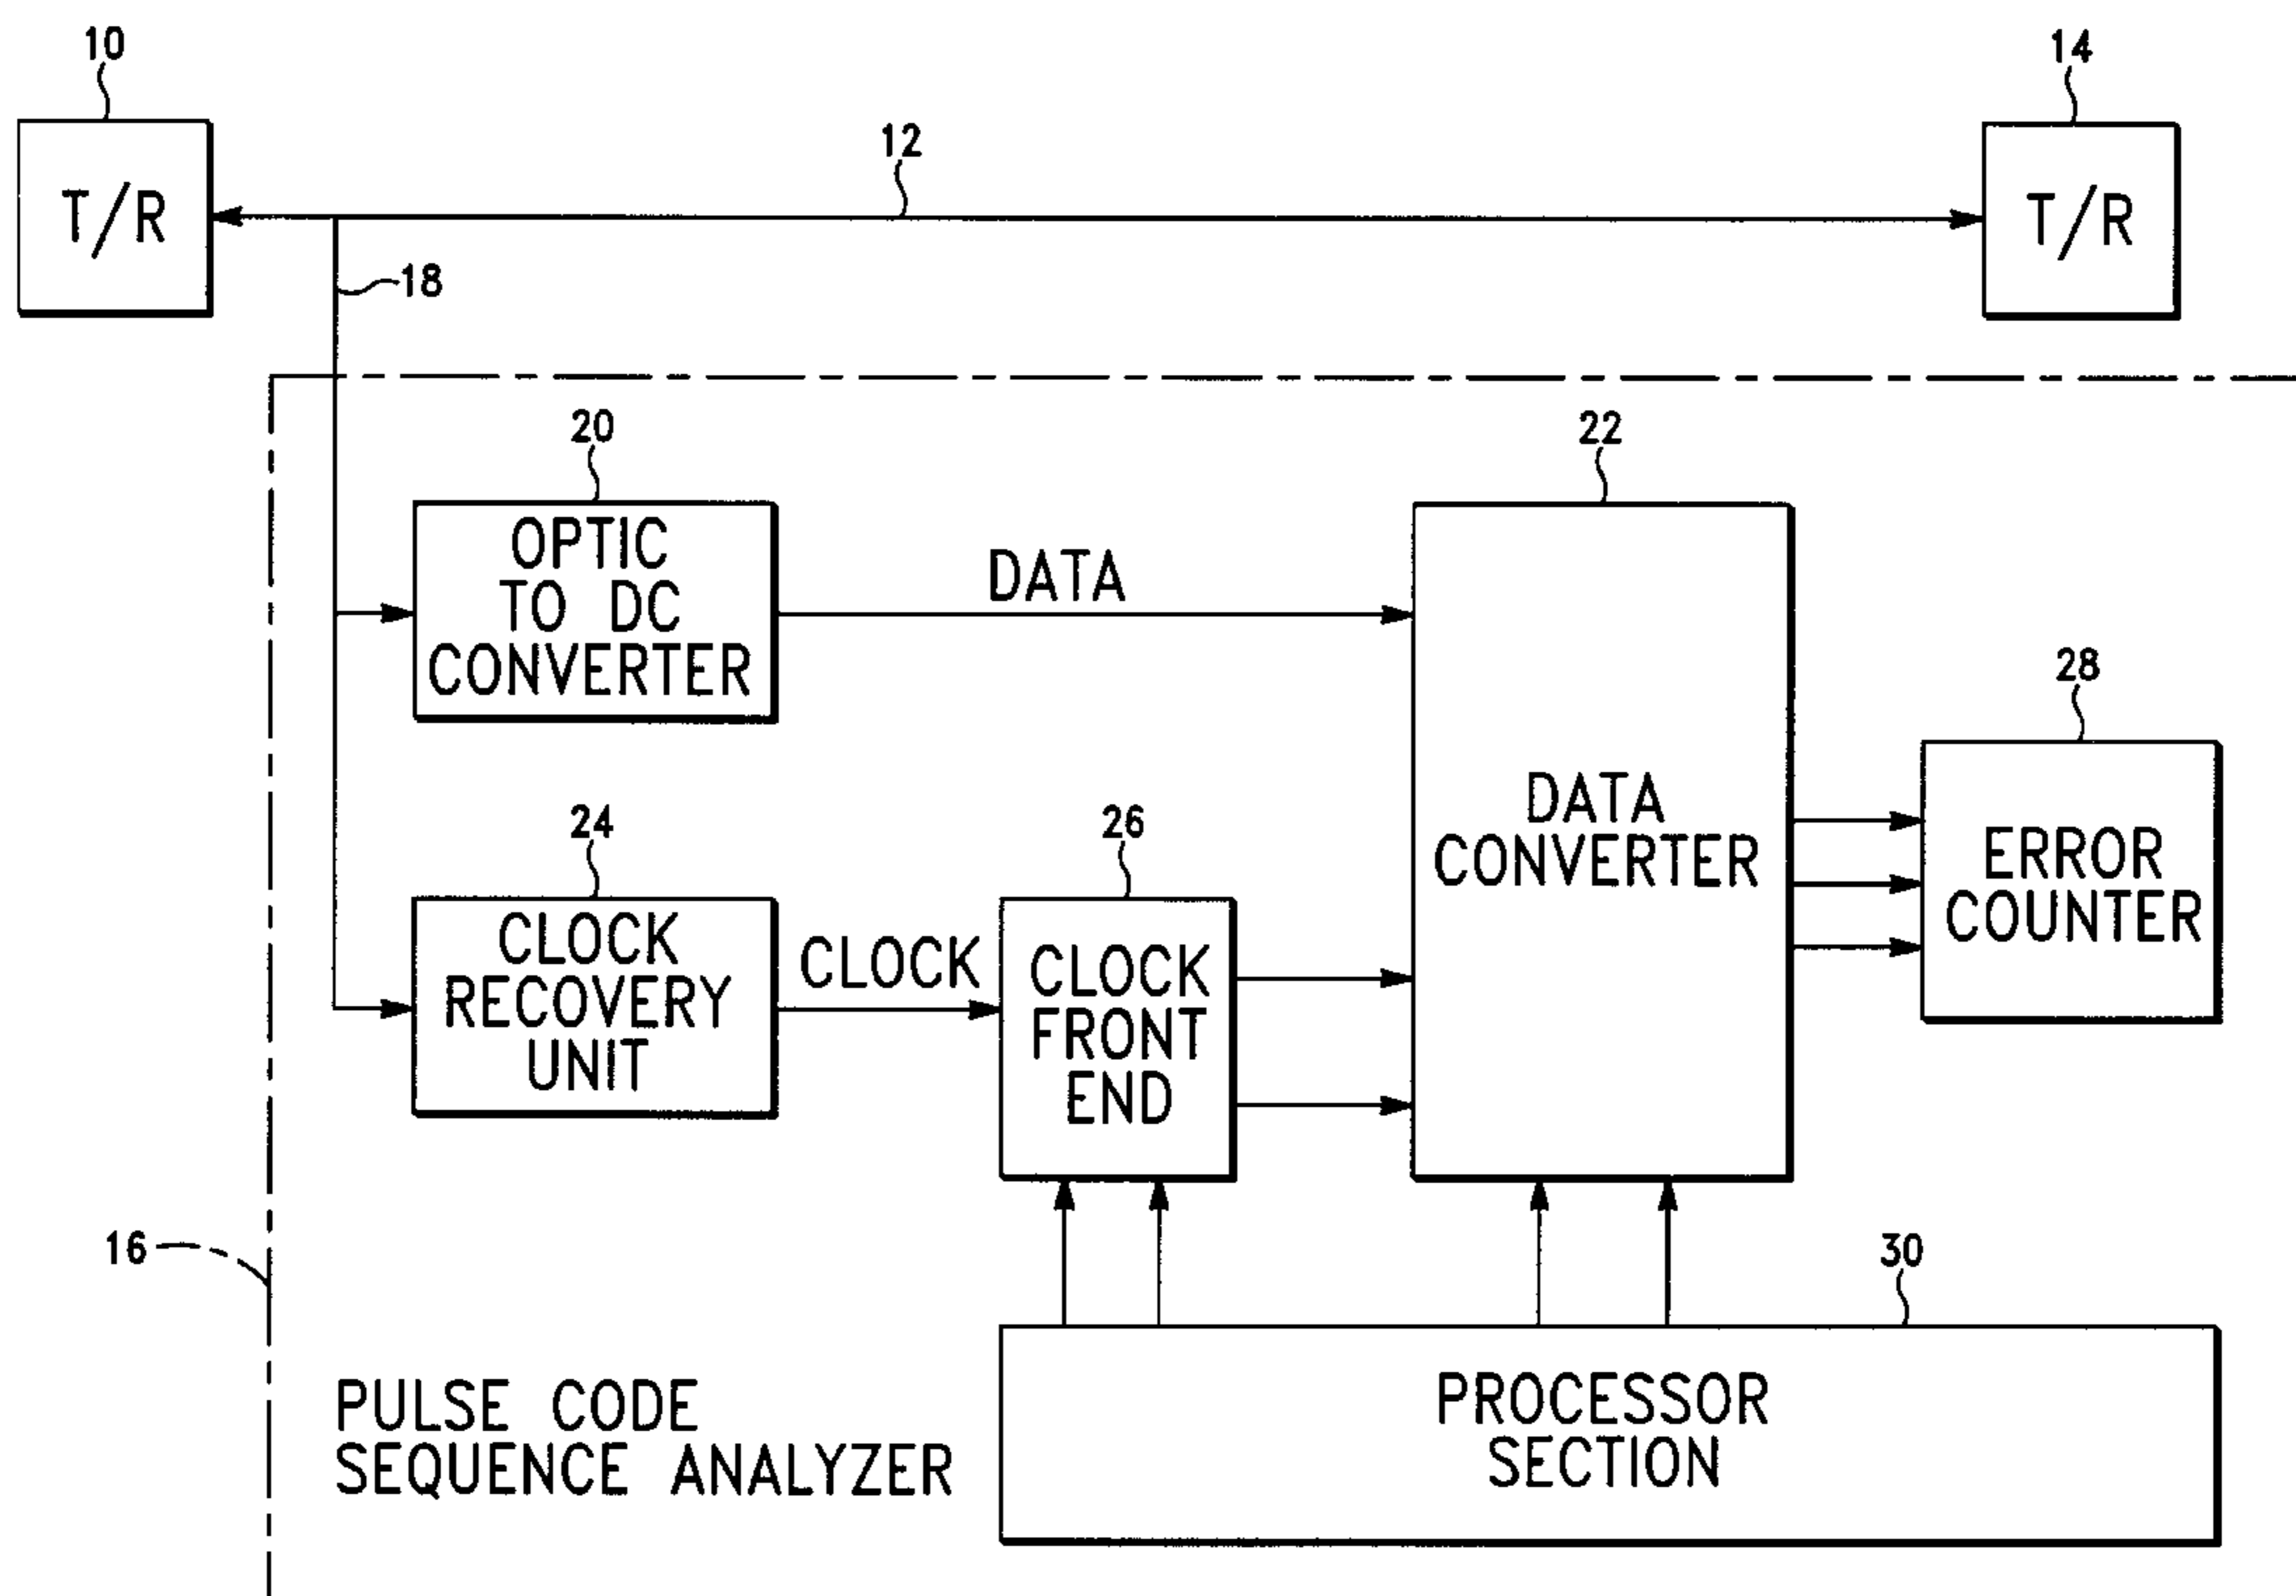 10
14
12
T/R
T/R
18
20
22
OPTIC
TO DC
CONVERTER
DATA
28
24
26
DATA
CONVERTER
ERROR
COUNTER
CLOCK
RECOVERY
UNIT
CLOCK
CLOCK
FRONT
END
16
30
PULSE CODE
SEQUENCE ANALYZER
PROCESSOR
SECTION